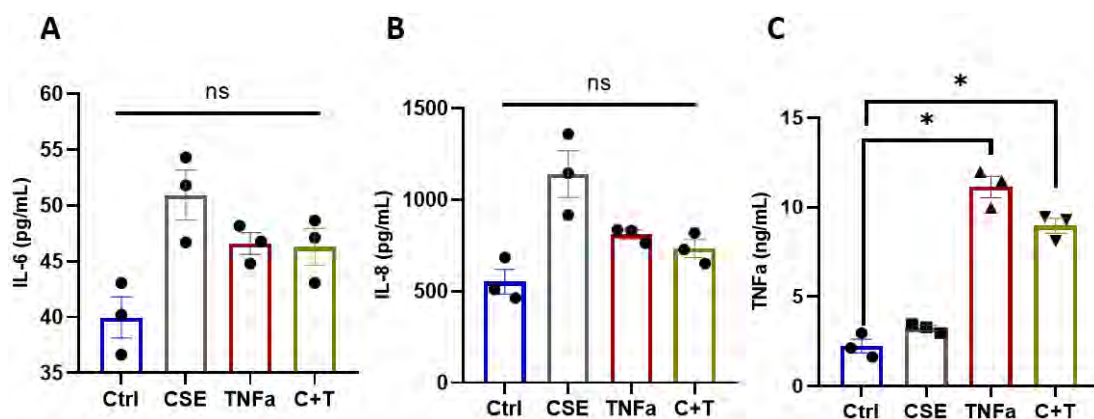 A
IL-6 (pg/mL)
60
55
50
45
40
35
ns
Ctrl CSE TNFa C+T
B
IL-8 (pg/mL)
1500
1000
500
0
ns
Ctrl CSE TNFa C+T
C
TNFa (ng/mL)
15
10
5
0
*
*
Ctrl CSE TNFa C+T